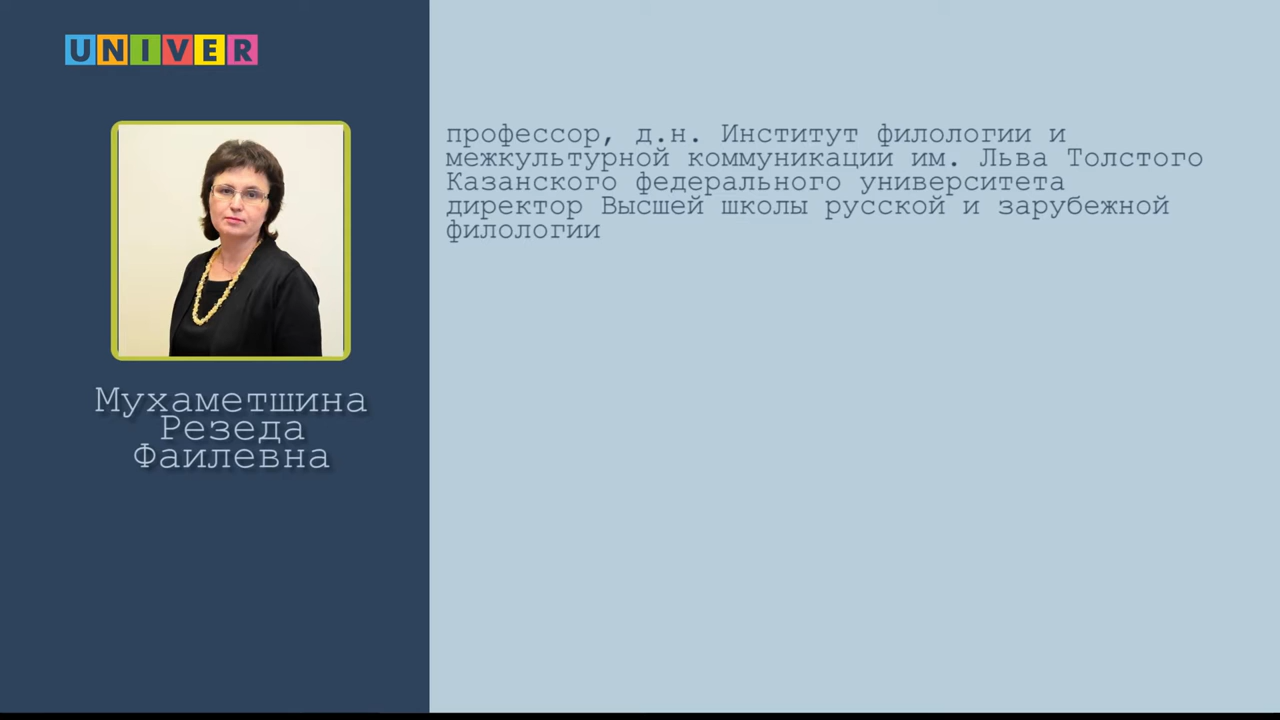 UNIVER
Мухаметшина
Резеда
Фаилевна
профессор, д.н. Институт филологии и
межкультурной коммуникации им. Льва Толстого
Казанского федерального университета
директор Высшей школы русской и зарубежной
филологии